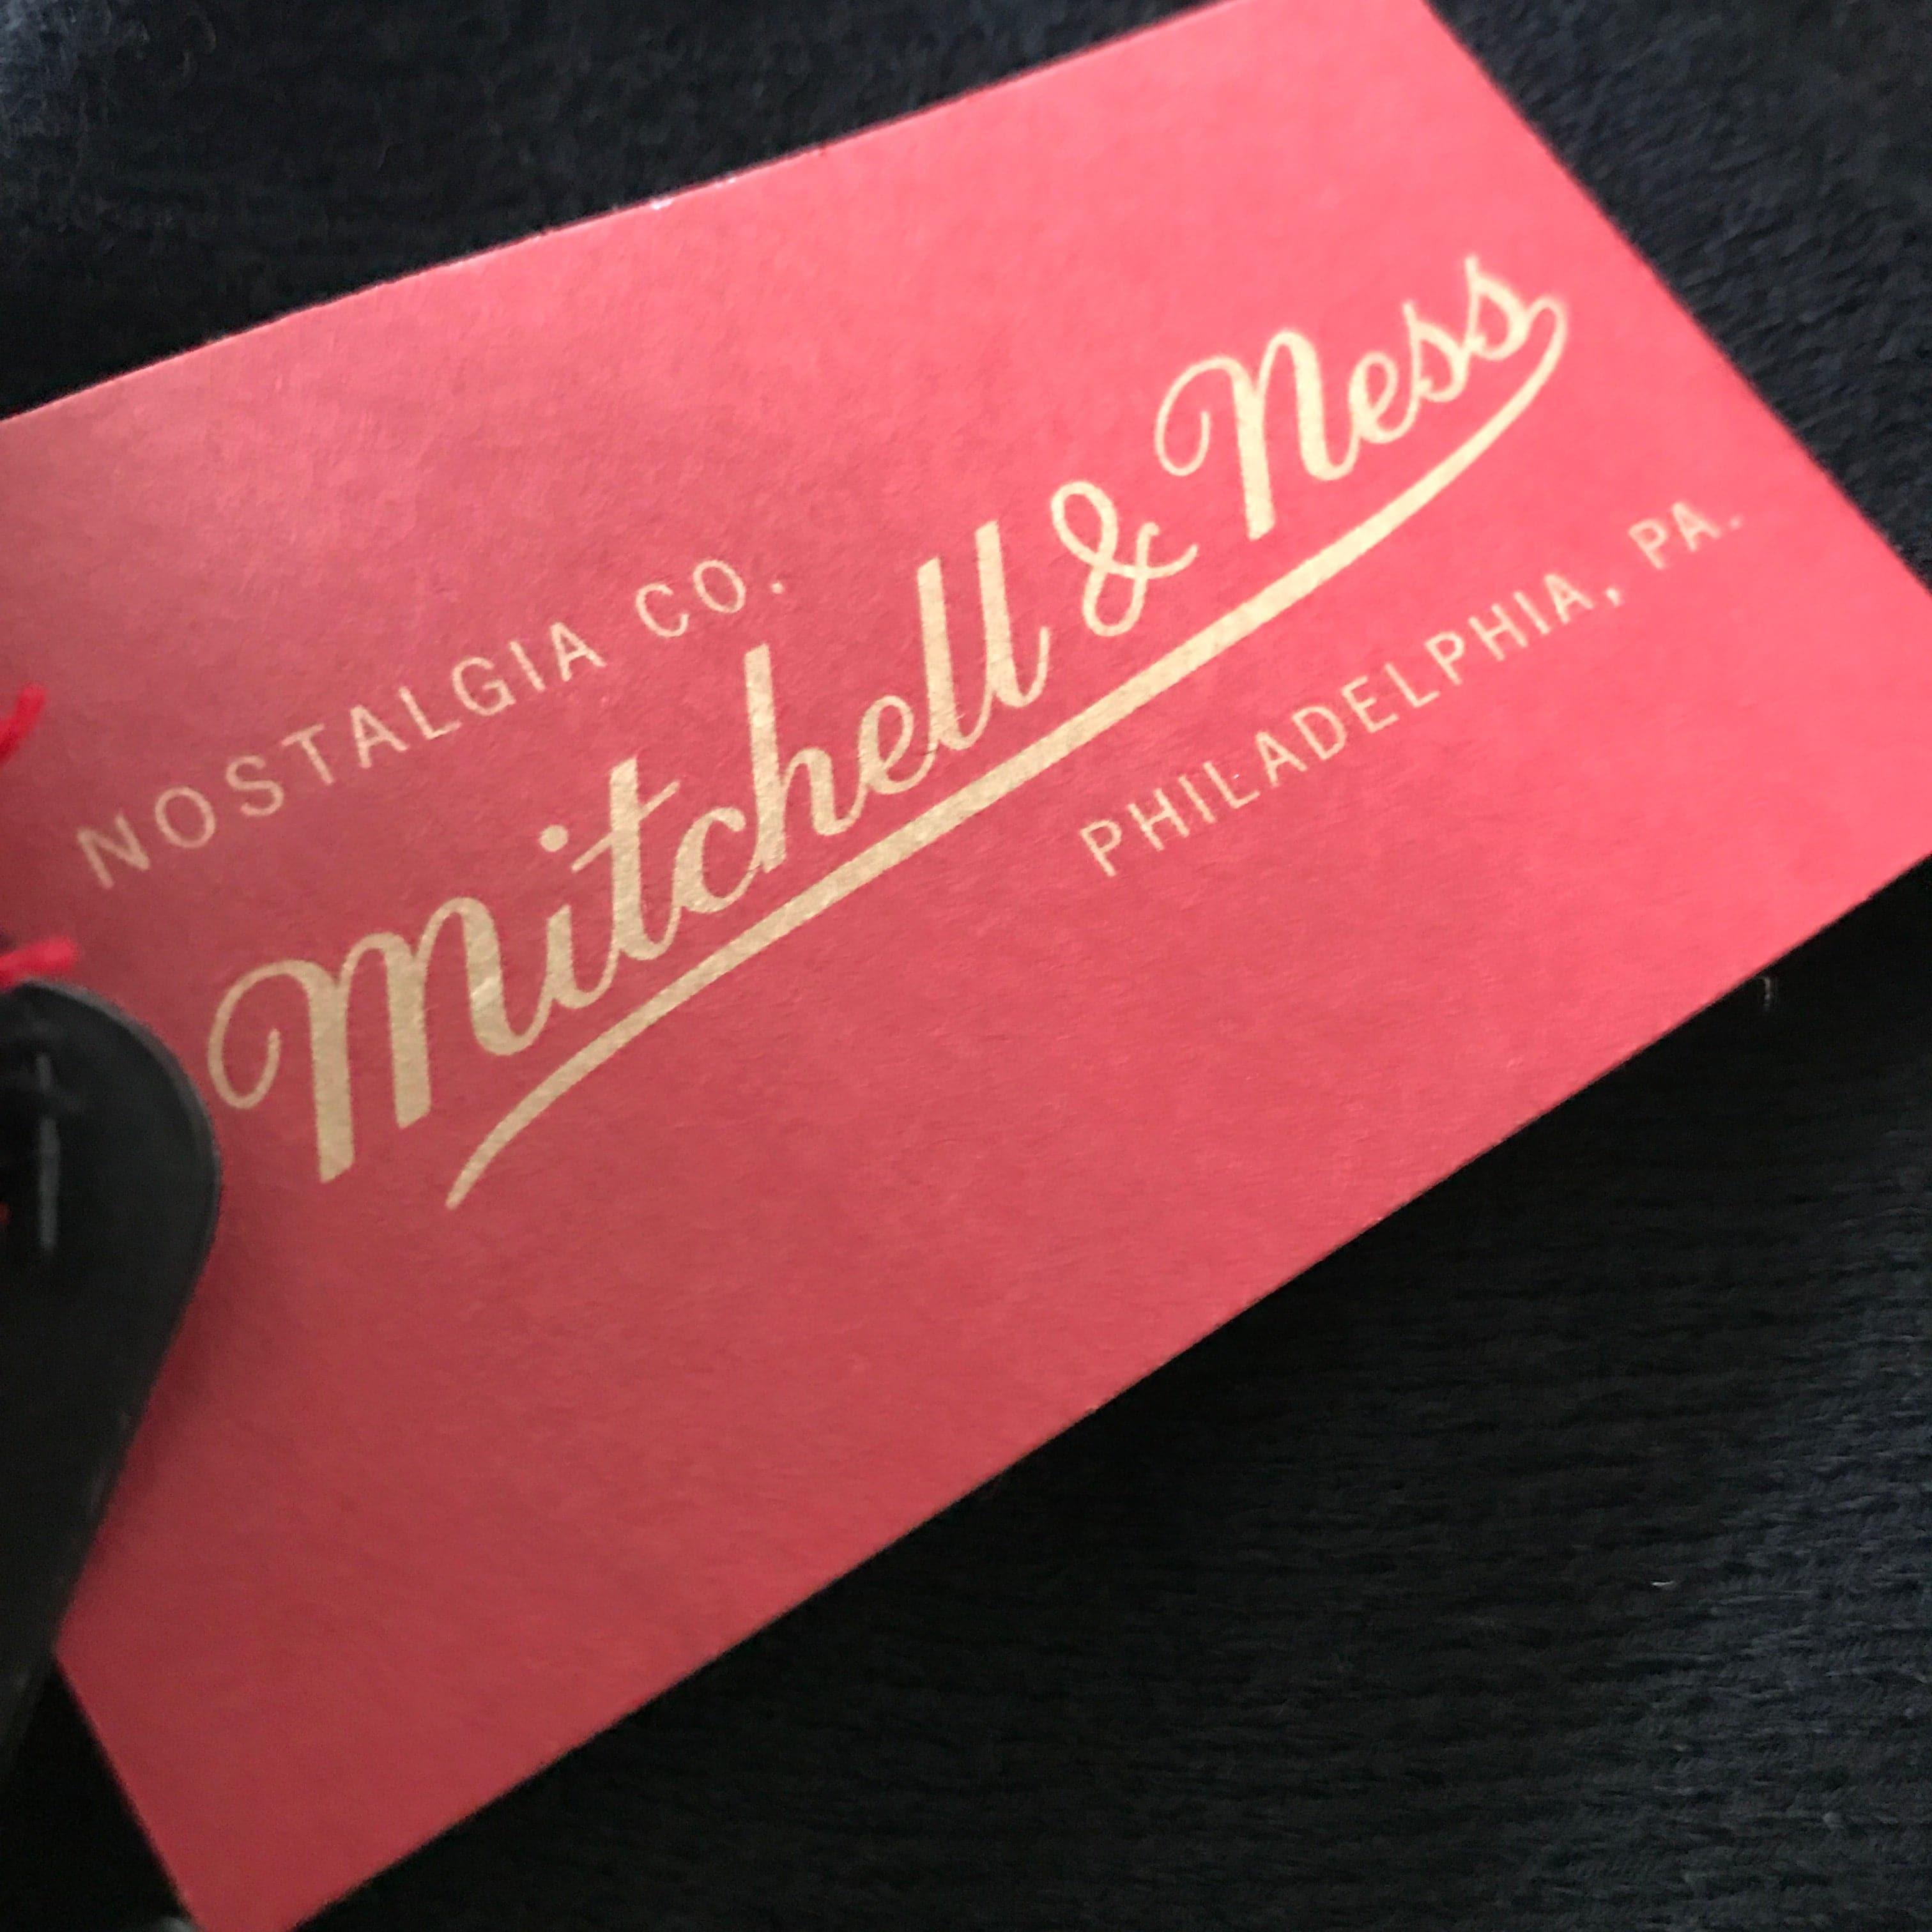 NOSTALGIA CO.
Mitchell & Ness
PHILADELPHIA, PA.